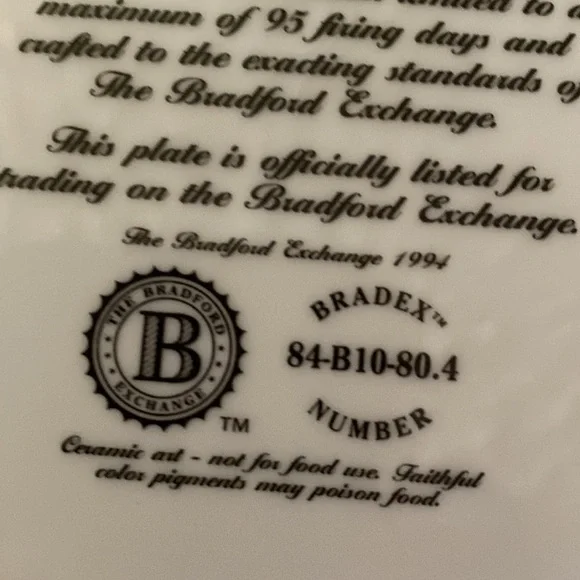 limited to a
maximum of 95 firing days and
crafted to the exacting standards of
The Bradford Exchange.
This plate is officially listed for
trading on the Bradford Exchange.
The Bradford Exchange 1994
THE BRADFORD
B
EXCHANGE
TM
BRADEX™
84-B10-80.4
NUMBER
Ceramic art - not for food use. Faithful
color pigments may poison food.